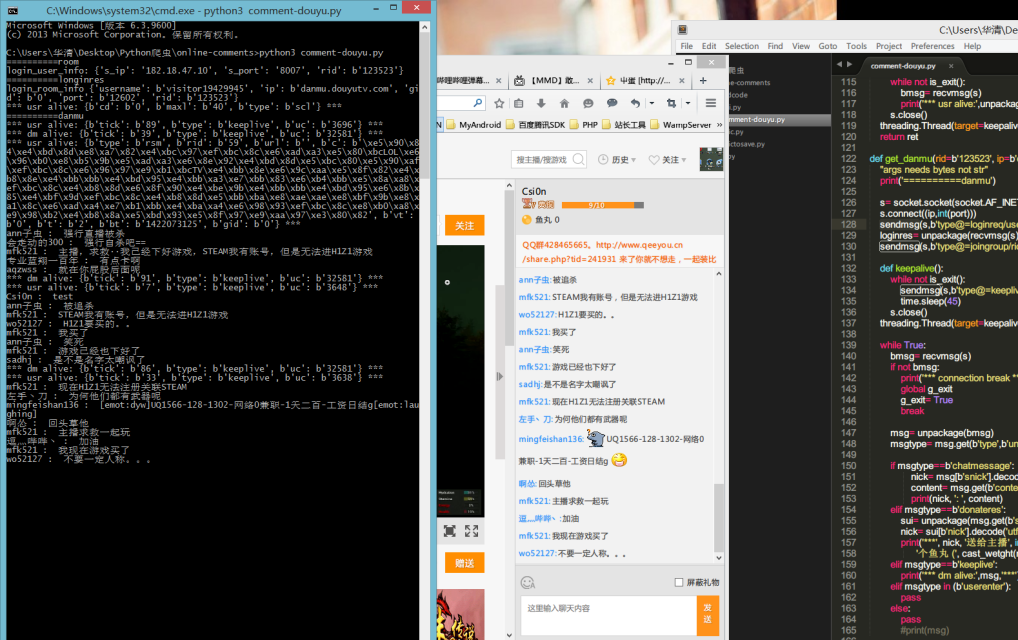 C:\Windows\system32\cmd.exe - python3  comment-douyu.py
Microsoft Windows [版本 6.3.9600]
(c) 2013 Microsoft Corporation. 保留所有权利。
C:\Users\华清\Desktop\Python爬虫\online-comments>python3 comment-douyu.py
==========room
login_user_info: {'s_ip': '182.18.47.10', 's_port': '8007', 'rid': b'123523'}
==========longinres
login_room_info {'username': b'visitor19429945', 'ip': b'danmu.douyutv.com', 'gi
d': b'0', 'port': b'12602', 'rid': b'123523'}
*** usr alive: {b'cd': b'0', b'maxl': b'40', b'type': b'scl'} ***
==========danmu
*** usr alive: {b'tick': b'89', b'type': b'keeplive', b'uc': b'3696'} ***
*** dm alive: {b'tick': b'39', b'type': b'keeplive', b'uc': b'32581'} ***
ann子虫 :  强行直播被杀
会走动的300 :  强行自杀吧==
mfk521 :  主播，求救··我已经下好游戏，STEAM我有账号，但是无法进H1Z1游戏
专业蓝翔一百年 :  有点卡啊
aqzwss :  就在你屁股后面呢
*** dm alive: {b'tick': b'91', b'type': b'keeplive', b'uc': b'32581'} ***
*** usr alive: {b'tick': b'7', b'type': b'keeplive', b'uc': b'3648'} ***
Csi0n :  test
ann子虫 :  被追杀
mfk521 :  STEAM我有账号，但是无法进H1Z1游戏
wo52127 :  H1Z1要买的。。
mfk521 :  我买了
ann子虫 :  笑死
mfk521 :  游戏已经也下好了
sadhj :  是不是名字太嘲讽了
*** dm alive: {b'tick': b'86', b'type': b'keeplive', b'uc': b'32581'} ***
*** usr alive: {b'tick': b'33', b'type': b'keeplive', b'uc': b'3638'} ***
mfk521 :  现在H1Z1无法注册关联STEAM
左手丶刀 :  为何他们都有武器呢
mingfeishan136 :  [emot:dyw]UQ1566-128-1302-网络0兼职-1天二百-工资日结g[emot:lau
ghing]
啊怂 :  回头草他
mfk521 :  主播求救一起玩
逗灬哔哔丶 :  加油
mfk521 :  我现在游戏买了
wo52127 :  不要一定人称。。。
哔哩哔哩弹幕...
【MMD】敢...
屮蛋 [http://...
MyAndroid
百度腾讯SDK
PHP
站长工具
WampServer
搜主播/搜游戏
历史
关注
关注
Csi0n
9/10
鱼丸 0
QQ群428465665。http://www.qeeyou.cn
/share.php?tid=241931 来了你就不想走，一起装比
ann子虫:被追杀
mfk521:STEAM我有账号，但是无法进H1Z1游戏
wo52127:H1Z1要买的。。
mfk521:我买了
ann子虫:笑死
mfk521:游戏已经也下好了
sadhj:是不是名字太嘲讽了
mfk521:现在H1Z1无法注册关联STEAM
左手丶刀:为何他们都有武器呢
mingfeishan136: UQ1566-128-1302-网络0
兼职-1天二百-工资日结g
啊怂:回头草他
mfk521:主播求救一起玩
逗灬哔哔丶:加油
mfk521:我现在游戏买了
wo52127:不要一定人称。。。
赠送
屏蔽礼物
这里输入聊天内容
发
送
C:\Users\华清\De
File Edit Selection Find View Goto Tools Project Preferences Help
爬虫
ne-comments
dcode
mment-douyu.py
ictosave.py
comment-douyu.py
115 while not is_exit():
116 bmsg= recvmsg(s)
117 print('*** usr alive:',unpack
118 s.close()
119 threading.Thread(target=keepaliv
120 return ret
121
122 def get_danmu(rid=b'123523', ip=b'd
123 "args needs bytes not str"
124 print('==========danmu')
125
126 s= socket.socket(socket.AF_INET
127 s.connect((ip,int(port)))
128 sendmsg(s,b'type@=loginreq/use
129 loginres= unpackage(recvmsg(s)
130 sendmsg(s,b'type@=joingroup/rid
131
132 def keepalive():
133 while not is_exit():
134 sendmsg(s,b'type@=keepliv
135 time.sleep(45)
136 s.close()
137 threading.Thread(target=keepaliv
138
139 while True:
140 bmsg= recvmsg(s)
141 if not bmsg:
142 print('*** connection break *
143 global g_exit
144 g_exit= True
145 break
146
147 msg= unpackage(bmsg)
148 msgtype= msg.get(b'type',b'un
149
150 if msgtype==b'chatmessage':
151 nick= msg[b'snick'].decod
152 content= msg.get(b'conte
153 print(nick, ': ', content)
154 elif msgtype==b'donateres':
155 sui= unpackage(msg.get(b's
156 nick= sui[b'nick'].decode('utf
157 print('***', nick, '送给主播', i
158 '个鱼丸 (', cast_wetght(m
159 elif msgtype==b'keeplive':
160 print('*** dm alive:',msg,'***'
161 elif msgtype in (b'userenter'):
162 pass
163 else:
164 pass
165 #print(msg)